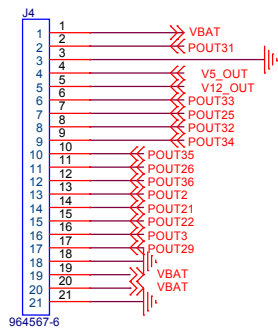 J4
1 1 VBAT
2 2 POUT31
3 3
4 4 V5_OUT
5 5 V12_OUT
6 6 POUT33
7 7 POUT25
8 8 POUT32
9 9 POUT34
10 10 POUT35
11 11 POUT26
12 12 POUT36
13 13 POUT2
14 14 POUT21
15 15 POUT22
16 16 POUT3
17 17 POUT29
18 18
19 19 VBAT
20 20 VBAT
21 21
964567-6